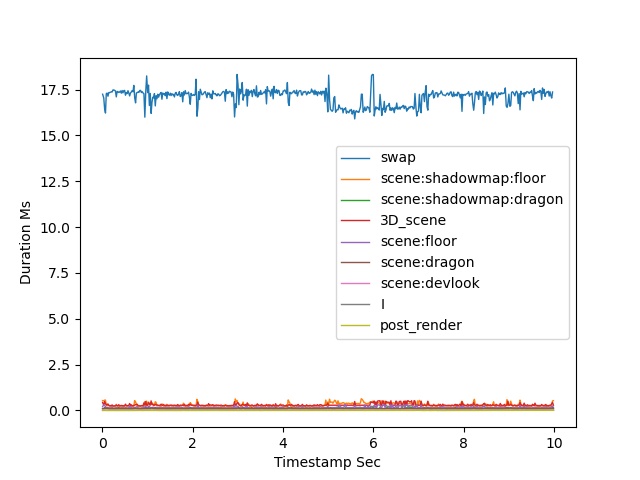 17.5
15.0
12.5
10.0
7.5
5.0
2.5
0.0
Duration Ms
swap
scene:shadowmap:floor
scene:shadowmap:dragon
3D_scene
scene:floor
scene:dragon
scene:devlook
I
post_render
0 2 4 6 8 10
Timestamp Sec